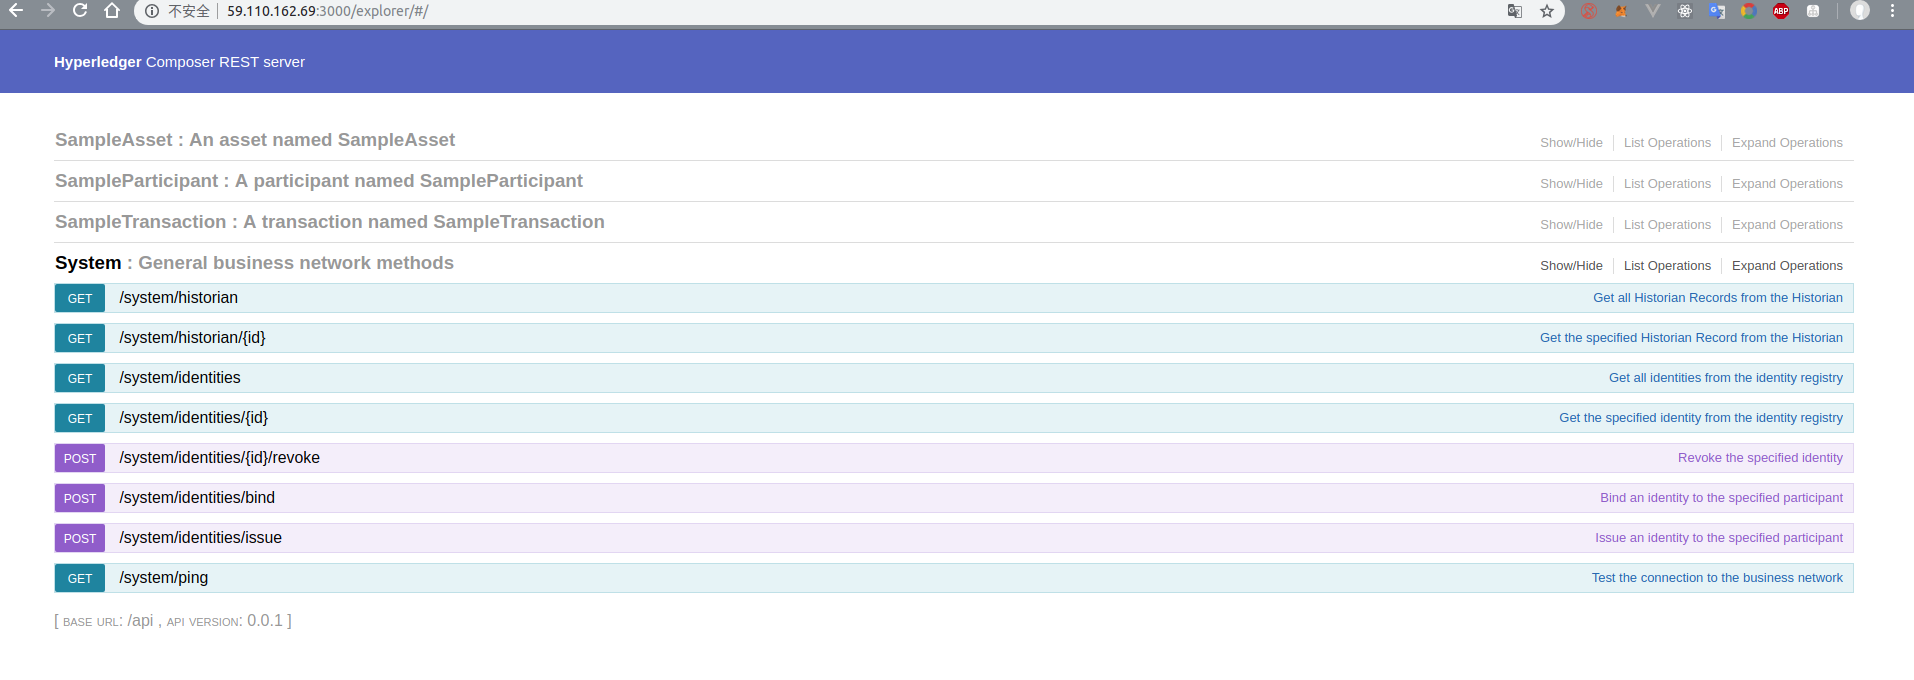 不安全 59.110.162.69:3000/explorer/#/
ABP
Hyperledger Composer REST server
SampleAsset : An asset named SampleAsset Show/Hide List Operations Expand Operations
SampleParticipant : A participant named SampleParticipant Show/Hide List Operations Expand Operations
SampleTransaction : A transaction named SampleTransaction Show/Hide List Operations Expand Operations
System : General business network methods Show/Hide List Operations Expand Operations
GET /system/historian Get all Historian Records from the Historian
GET /system/historian/{id} Get the specified Historian Record from the Historian
GET /system/identities Get all identities from the identity registry
GET /system/identities/{id} Get the specified identity from the identity registry
POST /system/identities/{id}/revoke Revoke the specified identity
POST /system/identities/bind Bind an identity to the specified participant
POST /system/identities/issue Issue an identity to the specified participant
GET /system/ping Test the connection to the business network
[ BASE URL: /api , API VERSION: 0.0.1 ]